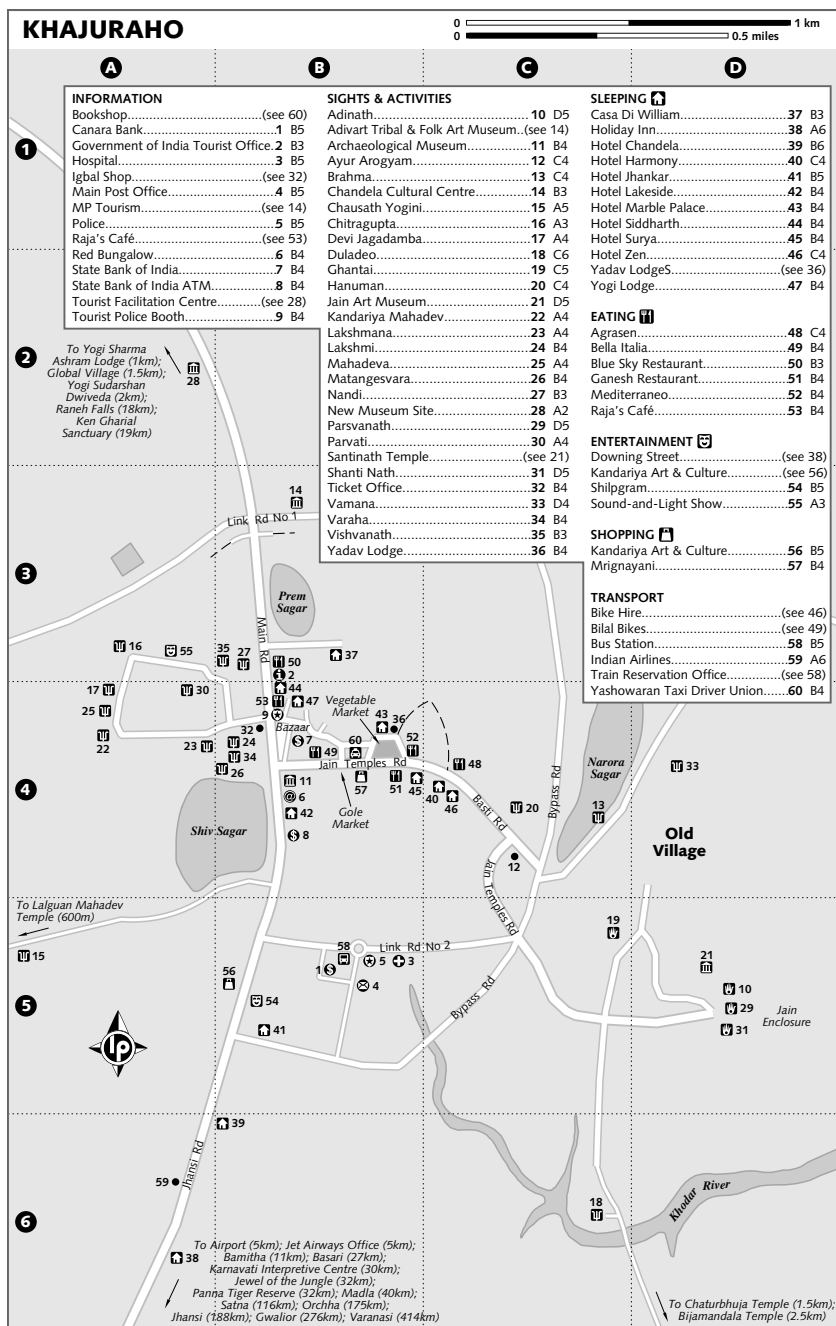 KHAJURAHO
0 1 km
0 0.5 miles
A B C D
INFORMATION
Bookshop..............................(see 60)
Canara Bank..............................1 B5
Government of India Tourist Office.2 B3
Hospital..............................3 B5
Igbal Shop..............................(see 32)
Main Post Office..............................4 B5
MP Tourism..............................(see 14)
Police..............................5 B5
Raja's Café..............................(see 53)
Red Bungalow..............................6 B4
State Bank of India..............................7 B4
State Bank of India ATM..............................8 B4
Tourist Facilitation Centre..............................(see 28)
Tourist Police Booth..............................9 B4
SIGHTS & ACTIVITIES
Adinath..............................10 D5
Adivart Tribal & Folk Art Museum..(see 14)
Archaeological Museum..............................11 B4
Ayur Arogyam..............................12 C4
Brahma..............................13 C4
Chandela Cultural Centre..............................14 B3
Chausath Yogini..............................15 A5
Chitragupta..............................16 A3
Devi Jagadamba..............................17 A4
Duladeo..............................18 C6
Ghantai..............................19 C5
Hanuman..............................20 C4
Jain Art Museum..............................21 D5
Kandariya Mahadev..............................22 A4
Lakshmana..............................23 A4
Lakshmi..............................24 B4
Mahadeva..............................25 A4
Matangesvara..............................26 B4
Nandi..............................27 B3
New Museum Site..............................28 A2
Parsvanath..............................29 D5
Parvati..............................30 A4
Santinath Temple..............................(see 21)
Shanti Nath..............................31 D5
Ticket Office..............................32 B4
Vamana..............................33 D4
Varaha..............................34 B4
Vishvanath..............................35 B3
Yadav Lodge..............................36 B4
SLEEPING
Casa Di William..............................37 B3
Holiday Inn..............................38 A6
Hotel Chandela..............................39 B6
Hotel Harmony..............................40 C4
Hotel Jhankar..............................41 B5
Hotel Lakeside..............................42 B4
Hotel Marble Palace..............................43 B4
Hotel Siddharth..............................44 B4
Hotel Surya..............................45 B4
Hotel Zen..............................46 C4
Yadav LodgeS..............................(see 36)
Yogi Lodge..............................47 B4
EATING
Agrasen..............................48 C4
Bella Italia..............................49 B4
Blue Sky Restaurant..............................50 B3
Ganesh Restaurant..............................51 B4
Mediterraneo..............................52 B4
Raja's Café..............................53 B4
ENTERTAINMENT
Downing Street..............................(see 38)
Kandariya Art & Culture..............................(see 56)
Shilpgram..............................54 B5
Sound-and-Light Show..............................55 A3
SHOPPING
Kandariya Art & Culture..............................56 B5
Mrignayani..............................57 B4
TRANSPORT
Bike Hire..............................(see 46)
Bilal Bikes..............................(see 49)
Bus Station..............................58 B5
Indian Airlines..............................59 A6
Train Reservation Office..............................(see 58)
Yashowaran Taxi Driver Union..............................60 B4
1
2
To Yogi Sharma
Ashram Lodge (1km);
Global Village (1.5km);
Yogi Sudarshan
Dwiveda (2km);
Raneh Falls (18km);
Ken Gharial
Sanctuary (19km)
28
14
Link Rd No 1
3
Prem
Sagar
Main Rd
16
55
35
27
50
37
2
17
30
44
53
47
Vegetable
Market
43
36
25
9
32
Bazaar
22
23
24
7
49
60
52
34
26
Jain Temples Rd
48
4
11
57
51
45
6
Gole
Market
40
46
42
Shiv Sagar
8
Basti Rd
20
Bypass Rd
Narora
Sagar
33
13
Old
Village
12
Jain Temples Rd
To Lalguan Mahadev
Temple (600m)
15
58
Link Rd No 2
19
1
5
3
21
56
4
10
5
54
29
Jain
Enclosure
41
31
Bypass Rd
lp
39
Jhansi Rd
59
Khodar River
18
6
38
To Airport (5km); Jet Airways Office (5km);
Bamitha (11km); Basari (27km);
Karnavati Interpretive Centre (30km);
Jewel of the Jungle (32km);
Panna Tiger Reserve (32km); Madla (40km);
Satna (116km); Orchha (175km);
Jhansi (188km); Gwalior (276km); Varanasi (414km)
To Chaturbhuja Temple (1.5km);
Bijamandala Temple (2.5km)